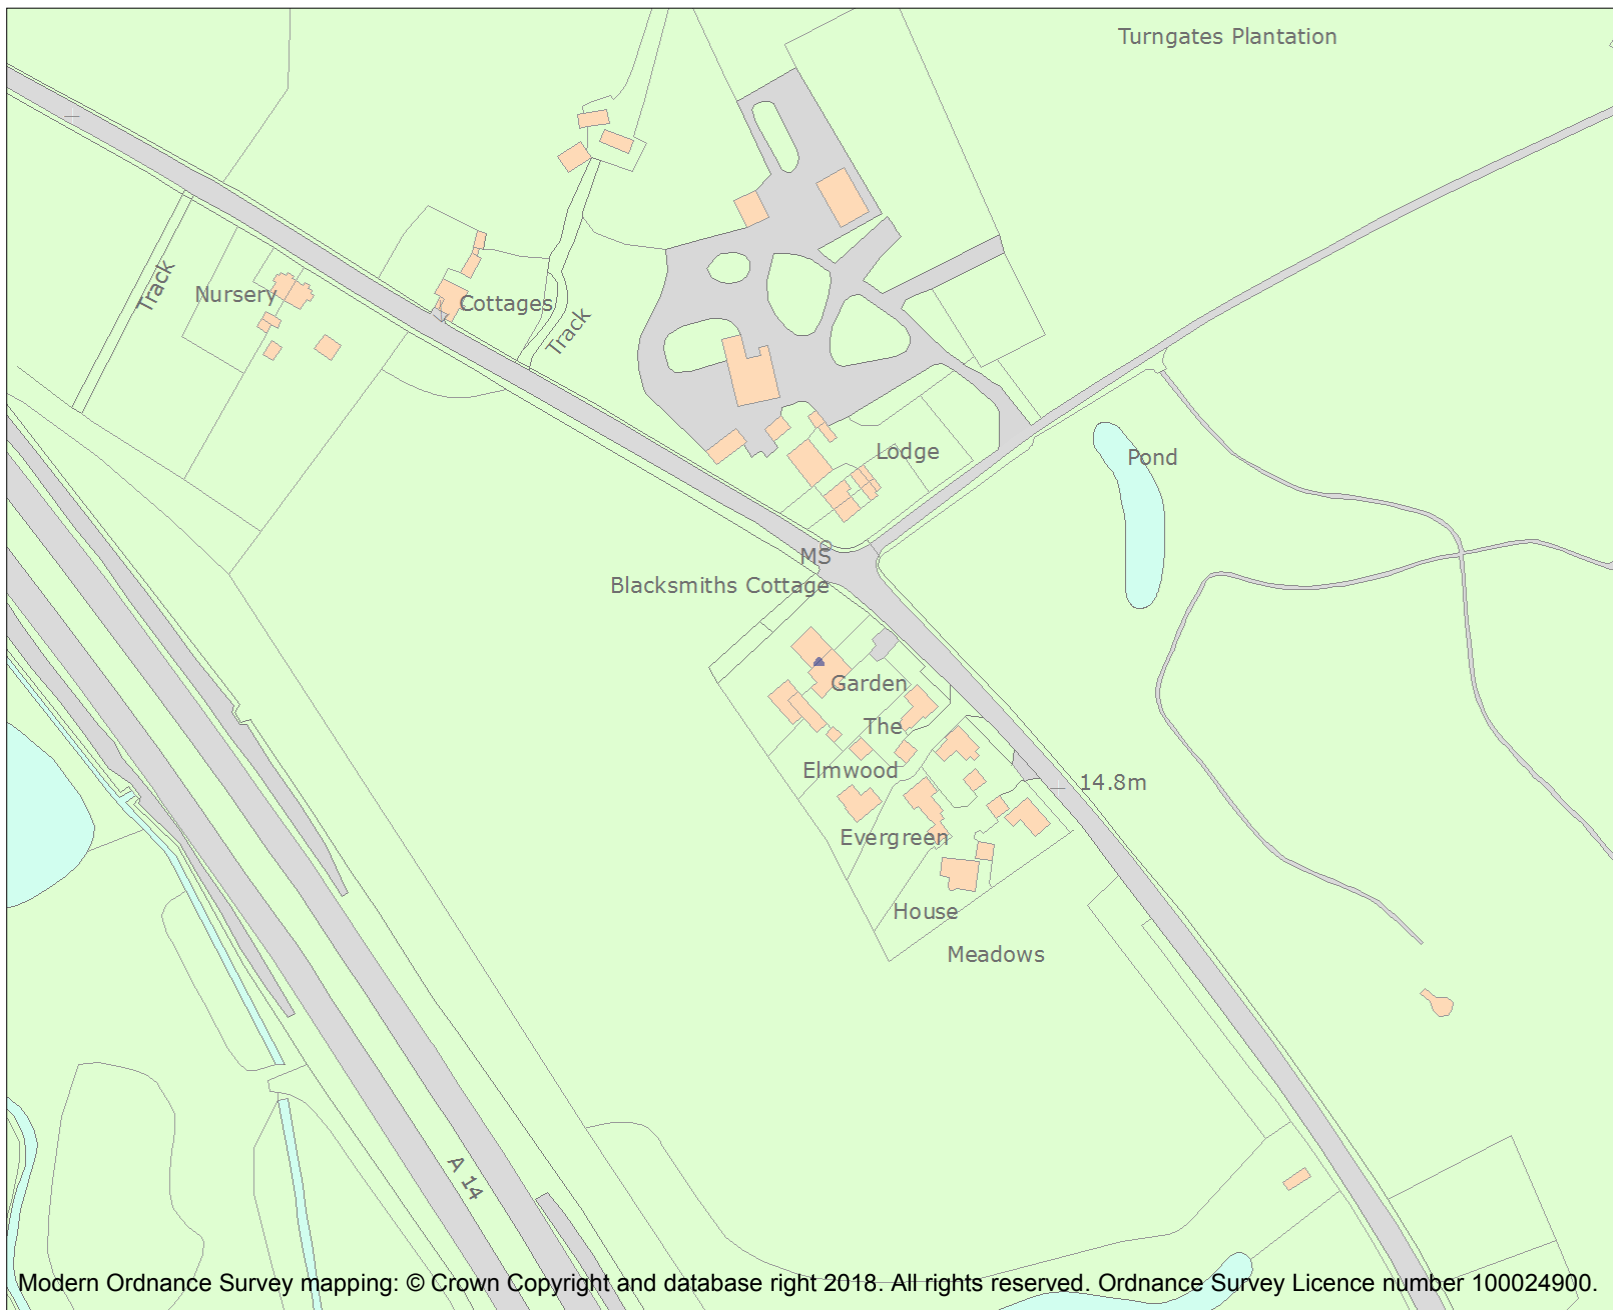 Turngates Plantation
Track
Nursery
Cottages
Track
Lodge
Pond
MS
Blacksmiths Cottage
Garden
The
Elmwood
14.8m
Evergreen
House
Meadows
A 14
Modern Ordnance Survey mapping: © Crown Copyright and database right 2018. All rights reserved. Ordnance Survey Licence number 100024900.